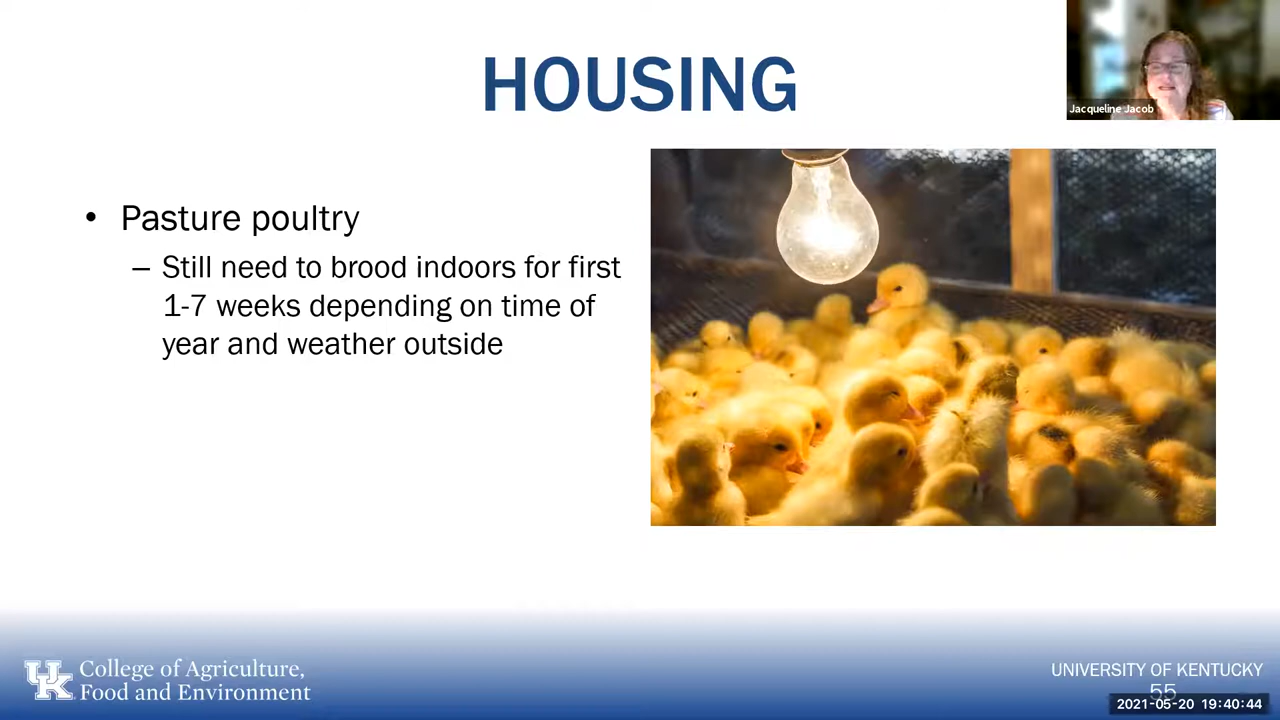 HOUSING
Jacqueline Jacob
• Pasture poultry
– Still need to brood indoors for first
1-7 weeks depending on time of
year and weather outside
UK
College of Agriculture,
Food and Environment
UNIVERSITY OF KENTUCKY
55
2021-05-20 19:40:44